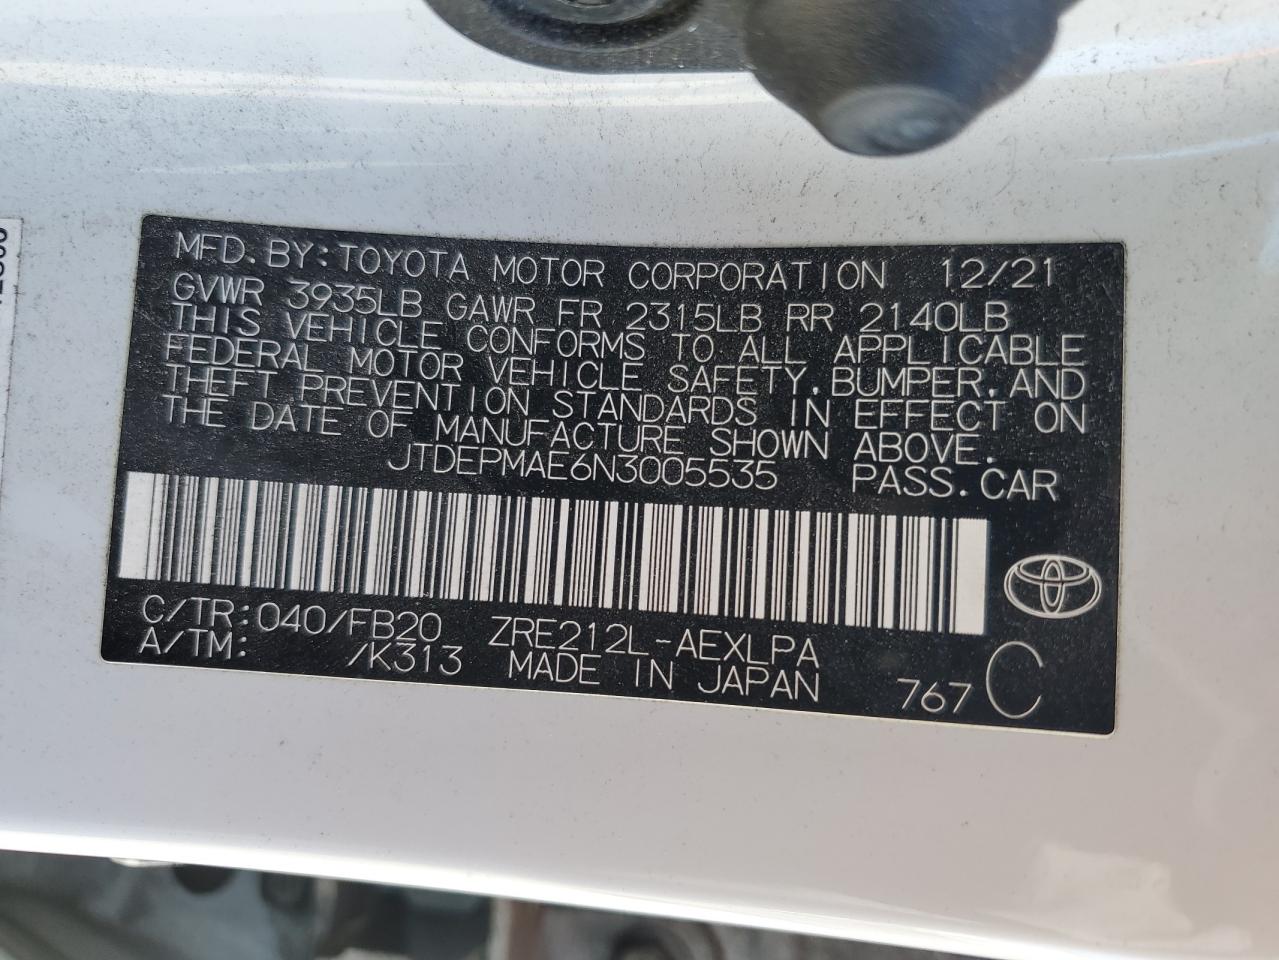 MFD. BY: TOYOTA MOTOR CORPORATION 12/21
GVWR 3935LB GAWR FR 2315LB RR 2140LB
THIS VEHICLE CONFORMS TO ALL APPLICABLE
FEDERAL MOTOR VEHICLE SAFETY, BUMPER, AND
THEFT PREVENTION STANDARDS IN EFFECT ON
THE DATE OF MANUFACTURE SHOWN ABOVE.
JTDEPMAE6N3005535 PASS. CAR
C/TR: 040/FB20 ZRE212L-AEXLPA
A/TM: /K313 MADE IN JAPAN 767 C